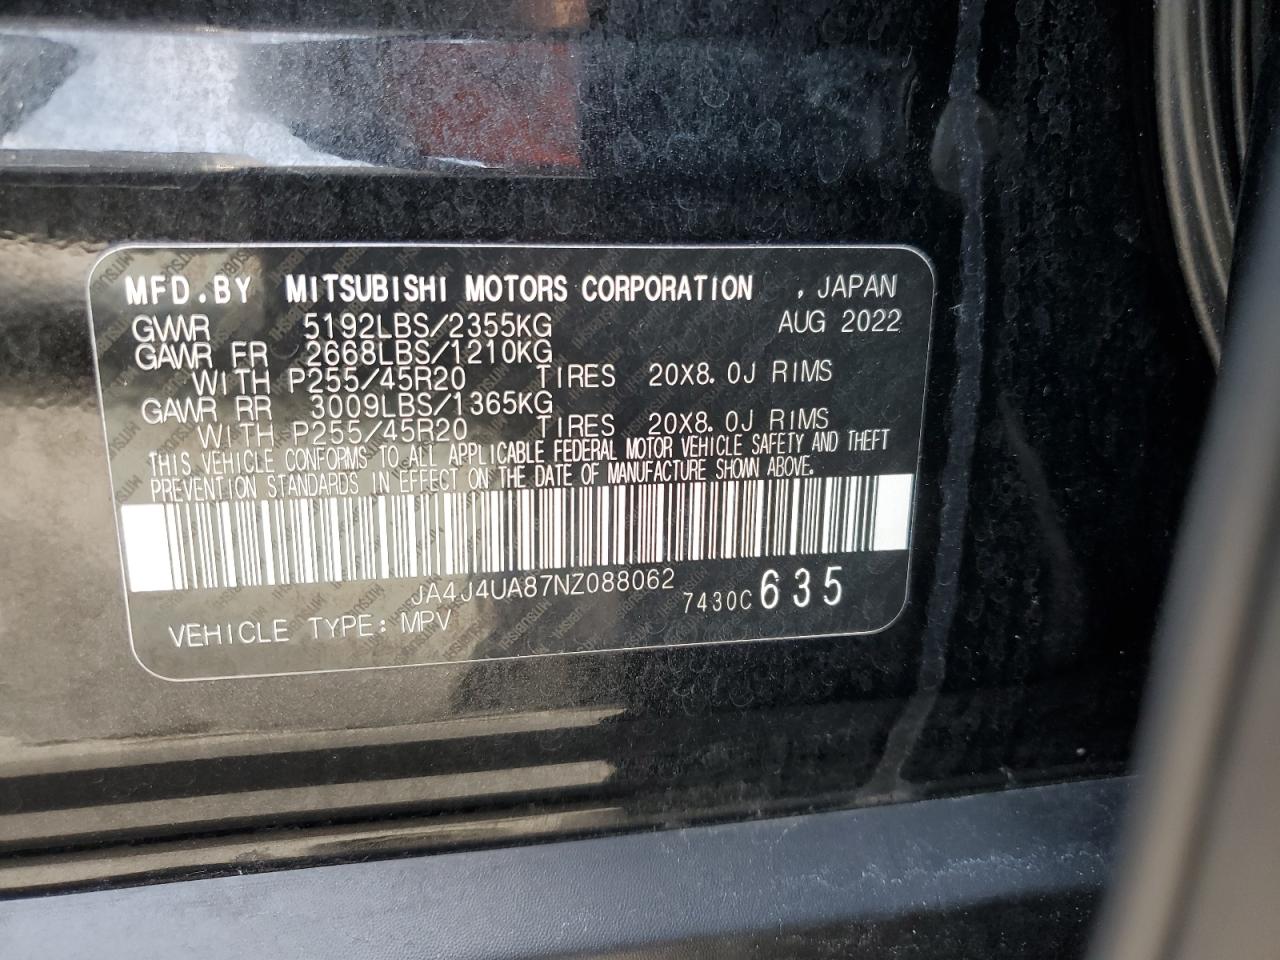 MFD.BY MITSUBISHI MOTORS CORPORATION , JAPAN
GVWR 5192LBS/2355KG AUG 2022
GAWR FR 2668LBS/1210KG
WITH P255/45R20 TIRES 20X8.0J RIMS
GAWR RR 3009LBS/1365KG
WITH P255/45R20 TIRES 20X8.0J RIMS
THIS VEHICLE CONFORMS TO ALL APPLICABLE FEDERAL MOTOR VEHICLE SAFETY AND THEFT
PREVENTION STANDARDS IN EFFECT ON THE DATE OF MANUFACTURE SHOWN ABOVE.
JA4J4UA87NZ088062 7430C 635
VEHICLE TYPE: MPV